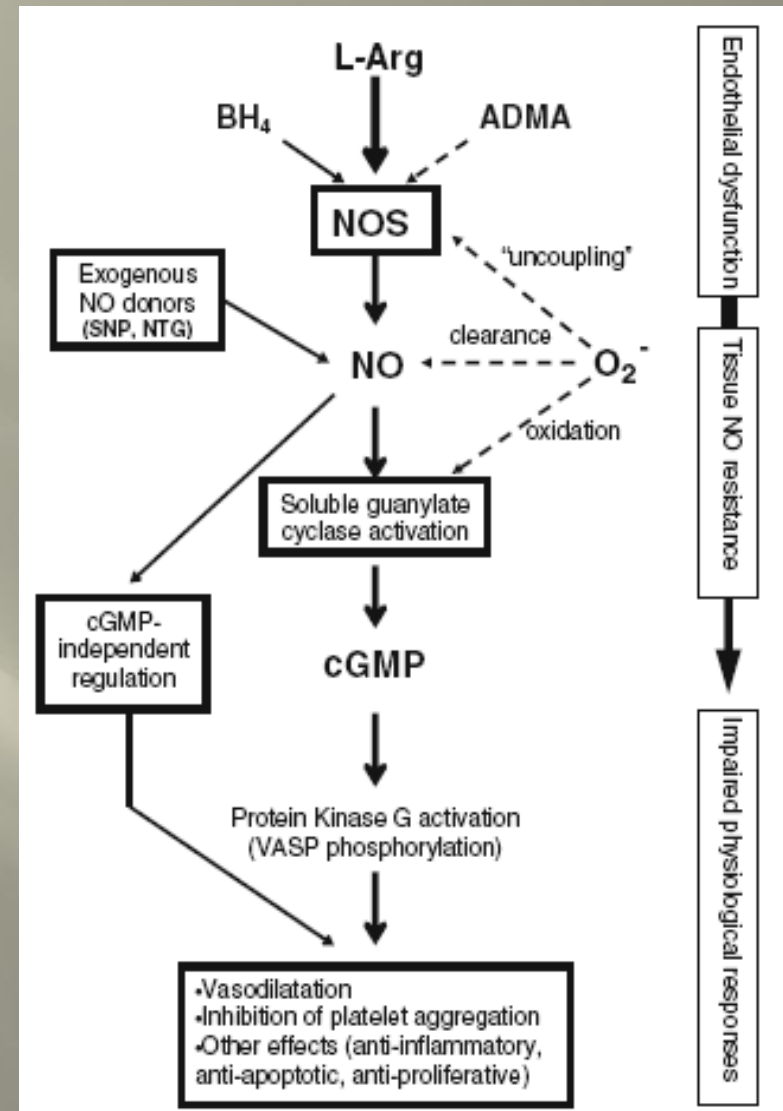 L-Arg
BH₄
ADMA
NOS
"uncoupling"
Exogenous
NO donors
(SNP, NTG)
clearance
NO
O₂⁻
oxidation
Soluble guanylate
cyclase activation
cGMP-
independent
regulation
cGMP
Protein Kinase G activation
(VASP phosphorylation)
•Vasodilatation
•Inhibition of platelet aggregation
•Other effects (anti-inflammatory,
anti-apoptotic, anti-proliferative)
Endothelial dysfunction
Tissue NO resistance
Impaired physiological responses